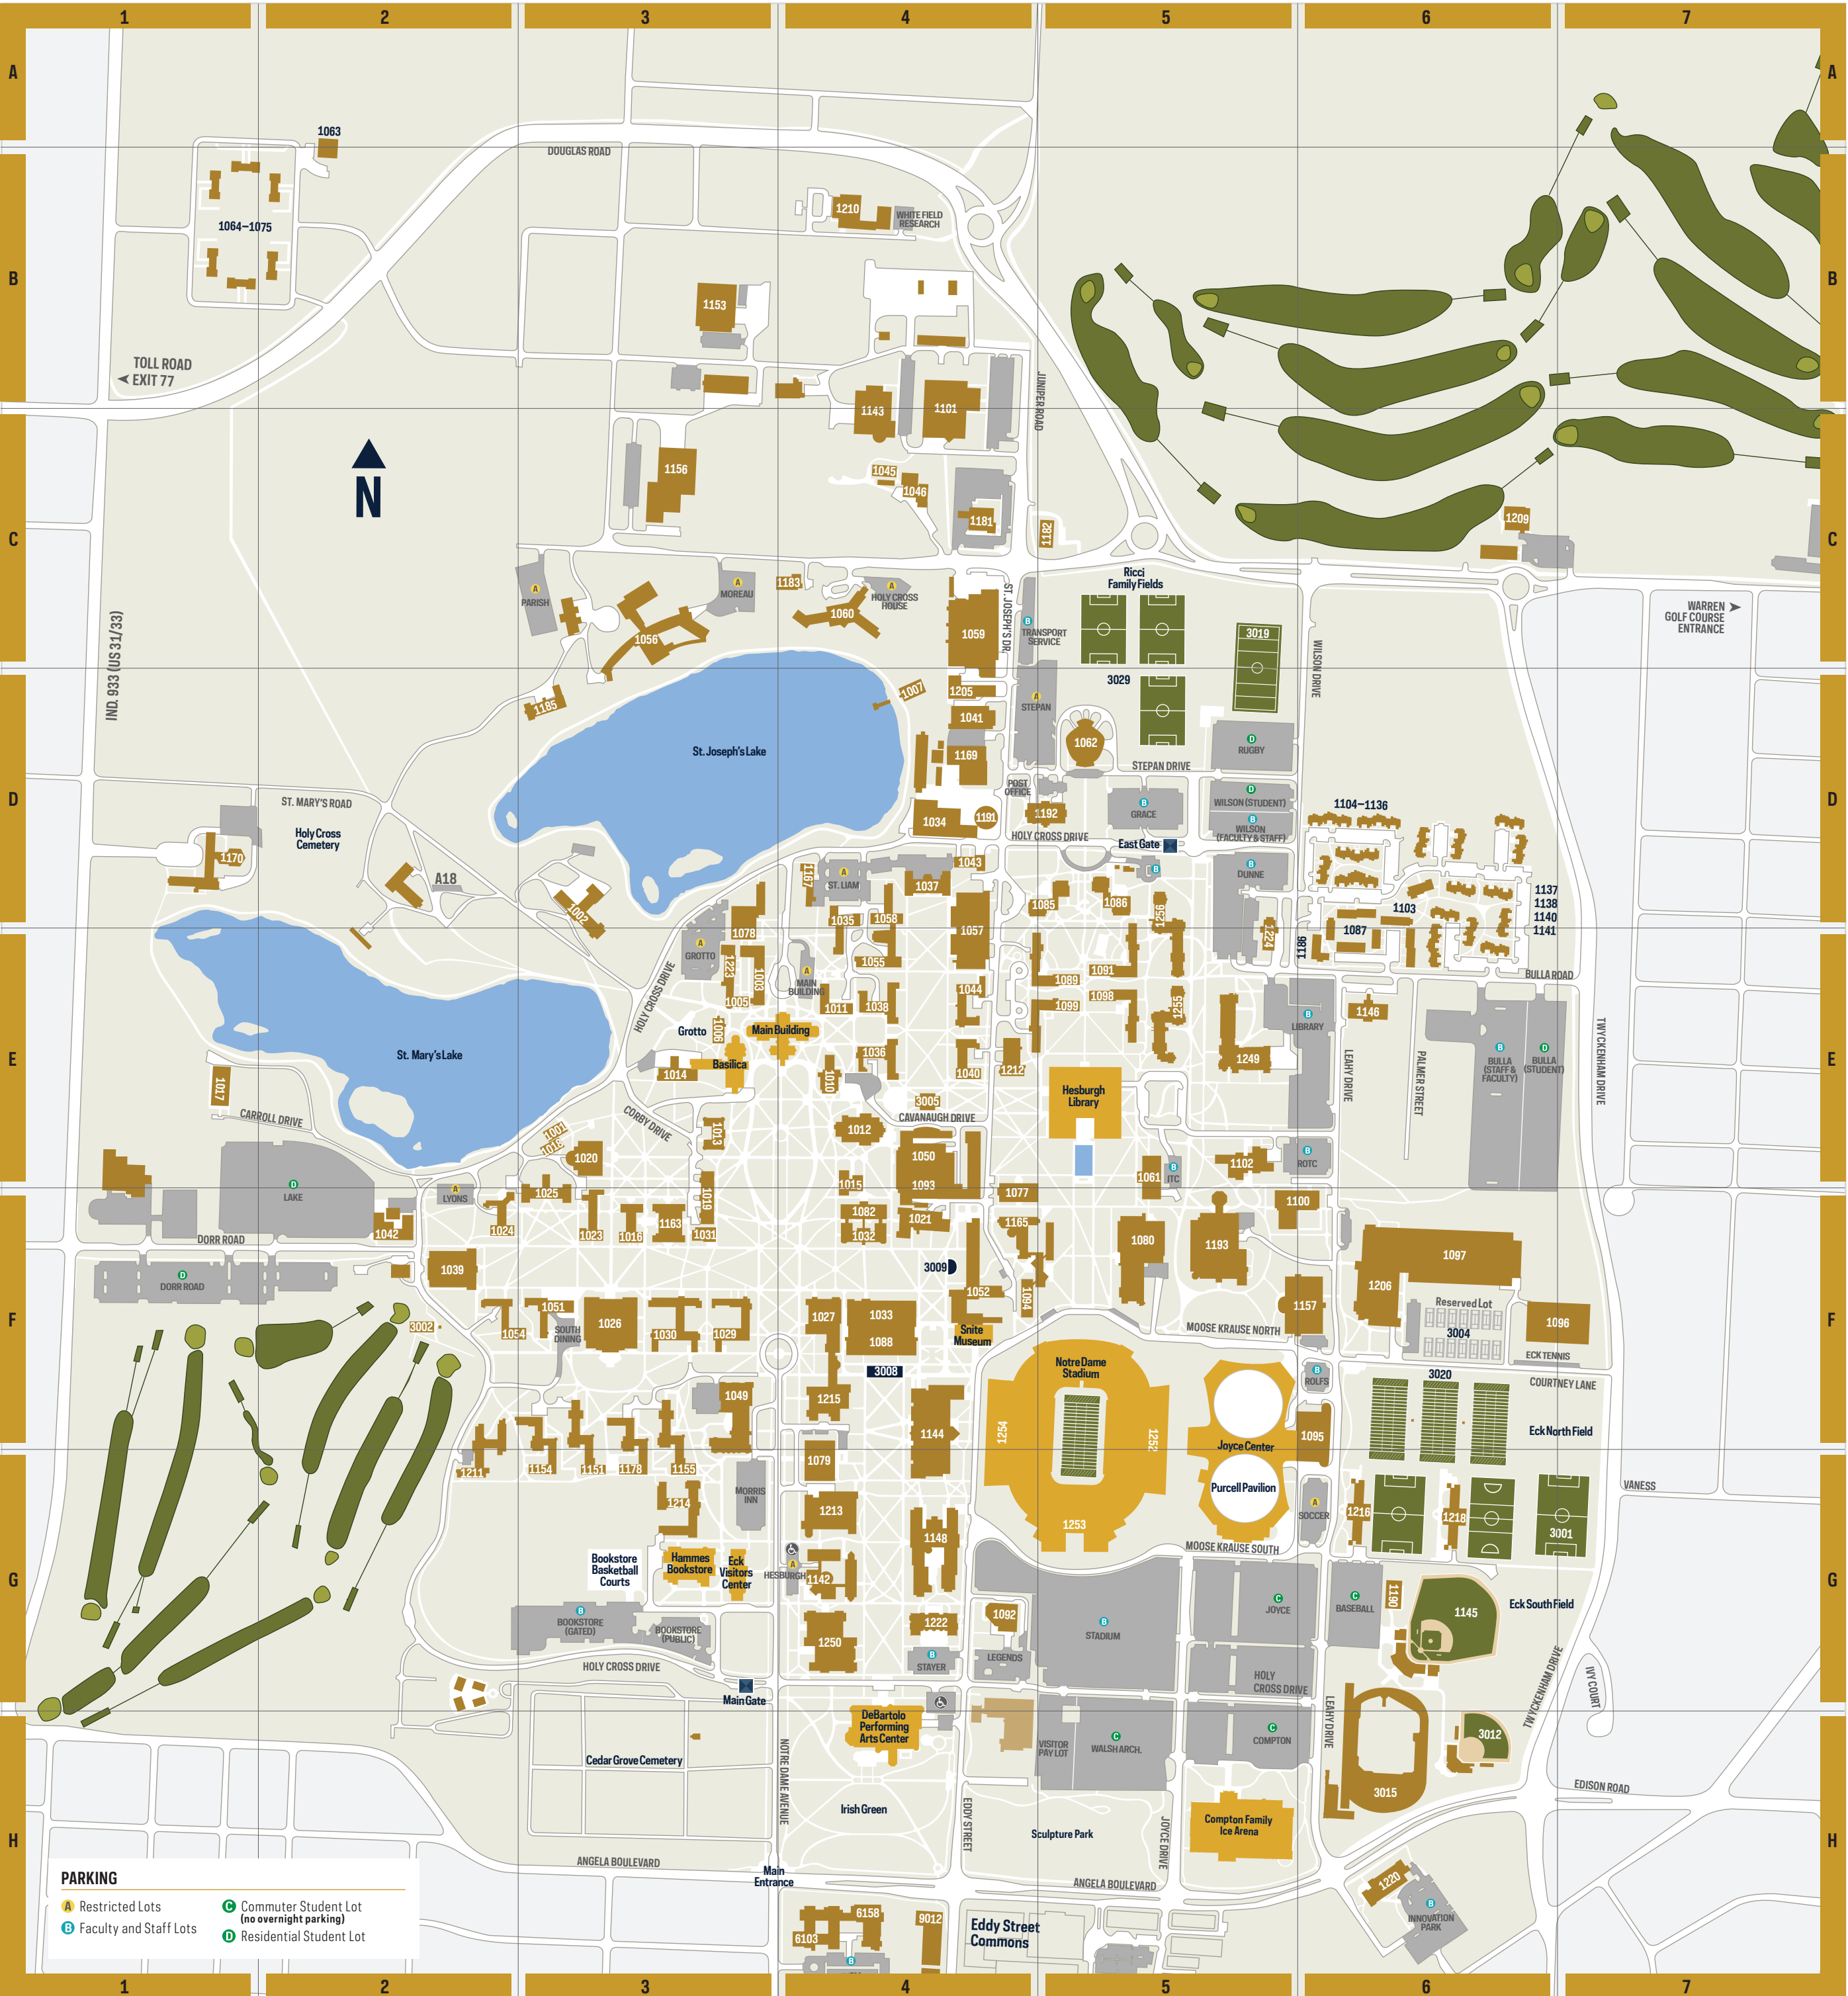 1 2 3 4 5 6 7
A A
1063
DOUGLAS ROAD
1064–1075
1210
WHITE FIELD
RESEARCH
B B
1153
TOLL ROAD
EXIT 77
JUNIPER ROAD
1143
1101
N
1156
1045
1046
1181
1182
1209
C C
Ricci
Family Fields
A
PARISH
A
MOREAU
1183
A
HOLY CROSS
HOUSE
1060
1056
1059
ST. JOSEPH'S DR.
B
TRANSPORT
SERVICE
3019
WILSON DRIVE
WARREN
GOLF COURSE
ENTRANCE
IND. 933 (US 31/33)
3029
1185
1007
1205
A
STEPAN
1041
1062
D
RUGBY
St. Joseph's Lake
1169
STEPAN DRIVE
POST
OFFICE
D
WILSON (STUDENT)
B
GRACE
ST. MARY'S ROAD
D D
1104–1136
Holy Cross
Cemetery
1034
1191
1192
HOLY CROSS DRIVE
B
WILSON
(FACULTY & STAFF)
East Gate
1170
A18
1167
A
ST. LIAM
1043
1037
B
B
DUNNE
1002
1085
1086
1256
1137
1138
1140
1141
1103
1078
1035
1058
1057
1224
1186
1087
A
GROTTO
1223
1003
A
MAIN
BUILDING
1055
1089
1091
BULLA ROAD
HOLY CROSS DRIVE
1005
1011
1038
1044
1099
1098
1255
1146
Grotto
1006
Main Building
B
LIBRARY
TWYCKENHAM DRIVE
St. Mary's Lake
E E
1036
1249
Basilica
1014
1010
1040
1212
LEAHY DRIVE
PALMER STREET
B
BULLA
(STAFF &
FACULTY)
D
BULLA
(STUDENT)
Hesburgh
Library
1017
CARROLL DRIVE
CORBY DRIVE
3005
CAVANAUGH DRIVE
1001
1018
1013
1012
1020
1050
1102
B
ROTC
D
LAKE
A
LYONS
1025
1019
1015
1093
1061
B
ITC
1077
1100
1042
1024
1023
1016
1163
1031
1082
1032
1021
1165
1080
1193
DORR ROAD
1097
3009
1039
D
DORR ROAD
1206
1052
1094
1157
Reserved Lot
3004
1096
F F
3002
1054
1051
SOUTH
DINING
1026
1030
1029
1027
1033
1088
Snite
Museum
MOOSE KRAUSE NORTH
ECK TENNIS
3008
Notre Dame
Stadium
B
ROLFS
3020
COURTNEY LANE
1049
1215
1254
1252
1144
Joyce Center
1095
Eck North Field
1211
1154
1151
1178
1155
1079
MORRIS
INN
Purcell Pavilion
A
SOCCER
VANESS
1214
1213
1253
1216
1218
3001
1148
MOOSE KRAUSE SOUTH
Bookstore
Basketball
Courts
Hammes
Bookstore
Eck
Visitors
Center
A
HESBURGH
1142
G G
C
JOYCE
C
BASEBALL
1190
1145
Eck South Field
B
BOOKSTORE
(GATED)
BOOKSTORE
(PUBLIC)
1250
1222
1092
B
STADIUM
B
STAYER
LEGENDS
HOLY CROSS DRIVE
HOLY
CROSS DRIVE
Main Gate
IVY COURT
TWYCKENHAM DRIVE
LEAHY DRIVE
DeBartolo
Performing
Arts Center
Cedar Grove Cemetery
NOTRE DAME AVENUE
VISITOR
PAY LOT
C
WALSH ARCH.
C
COMPTON
3012
3015
EDISON ROAD
Irish Green
EDDY STREET
Sculpture Park
JOYCE DRIVE
Compton Family
Ice Arena
H H
ANGELA BOULEVARD
Main
Entrance
ANGELA BOULEVARD
1220
B
INNOVATION
PARK
PARKING
A Restricted Lots
B Faculty and Staff Lots
C Commuter Student Lot
(no overnight parking)
D Residential Student Lot
6158
6103
9012
Eddy Street
Commons
B
1 2 3 4 5 6 7